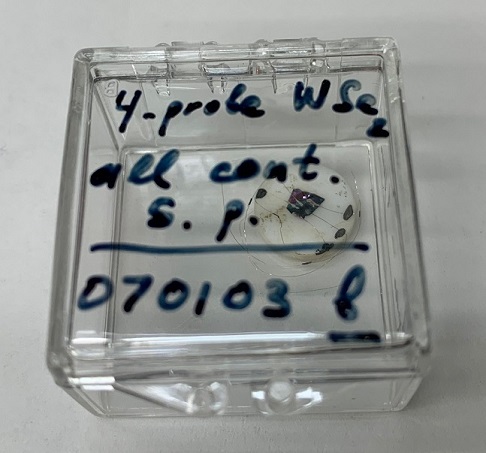 4-probe WSe₂
all cont.
s. p.
070103 b